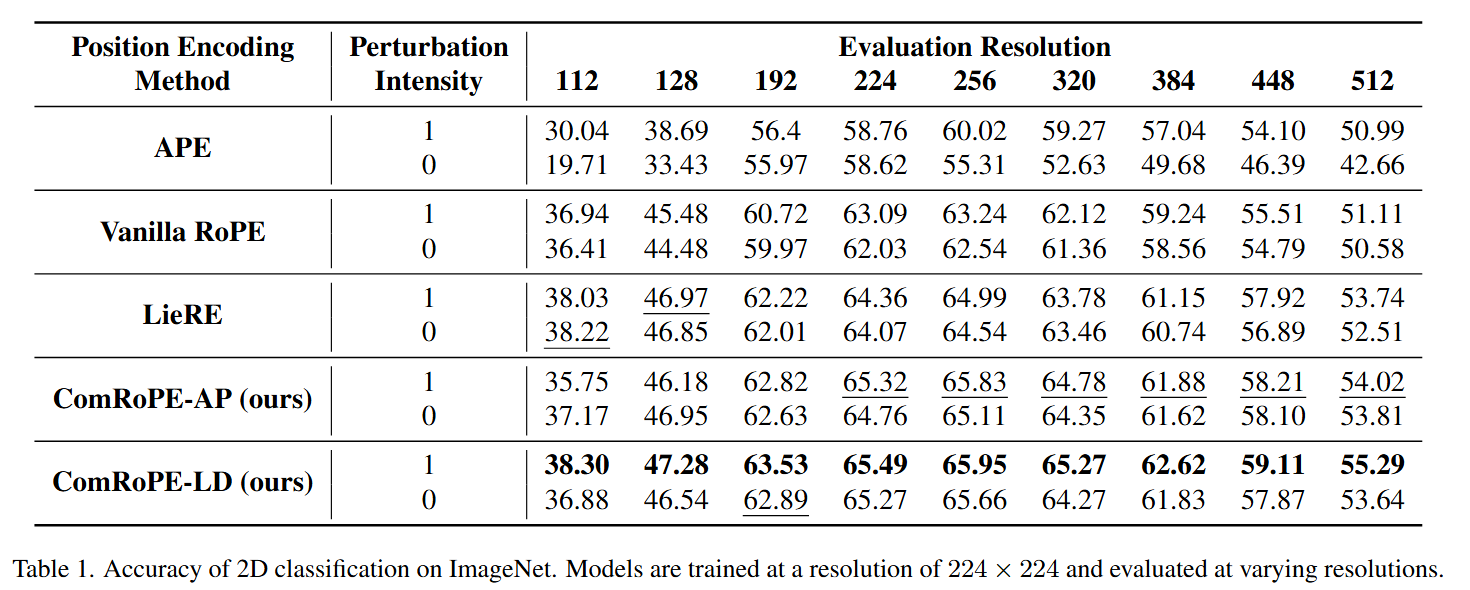 Position Encoding Method | Perturbation Intensity | Evaluation Resolution
112 128 192 224 256 320 384 448 512
APE
1 30.04 38.69 56.4 58.76 60.02 59.27 57.04 54.10 50.99
0 19.71 33.43 55.97 58.62 55.31 52.63 49.68 46.39 42.66
Vanilla RoPE
1 36.94 45.48 60.72 63.09 63.24 62.12 59.24 55.51 51.11
0 36.41 44.48 59.97 62.03 62.54 61.36 58.56 54.79 50.58
LieRE
1 38.03 46.97 62.22 64.36 64.99 63.78 61.15 57.92 53.74
0 38.22 46.85 62.01 64.07 64.54 63.46 60.74 56.89 52.51
ComRoPE-AP (ours)
1 35.75 46.18 62.82 65.32 65.83 64.78 61.88 58.21 54.02
0 37.17 46.95 62.63 64.76 65.11 64.35 61.62 58.10 53.81
ComRoPE-LD (ours)
1 38.30 47.28 63.53 65.49 65.95 65.27 62.62 59.11 55.29
0 36.88 46.54 62.89 65.27 65.66 64.27 61.83 57.87 53.64
Table 1. Accuracy of 2D classification on ImageNet. Models are trained at a resolution of 224 × 224 and evaluated at varying resolutions.